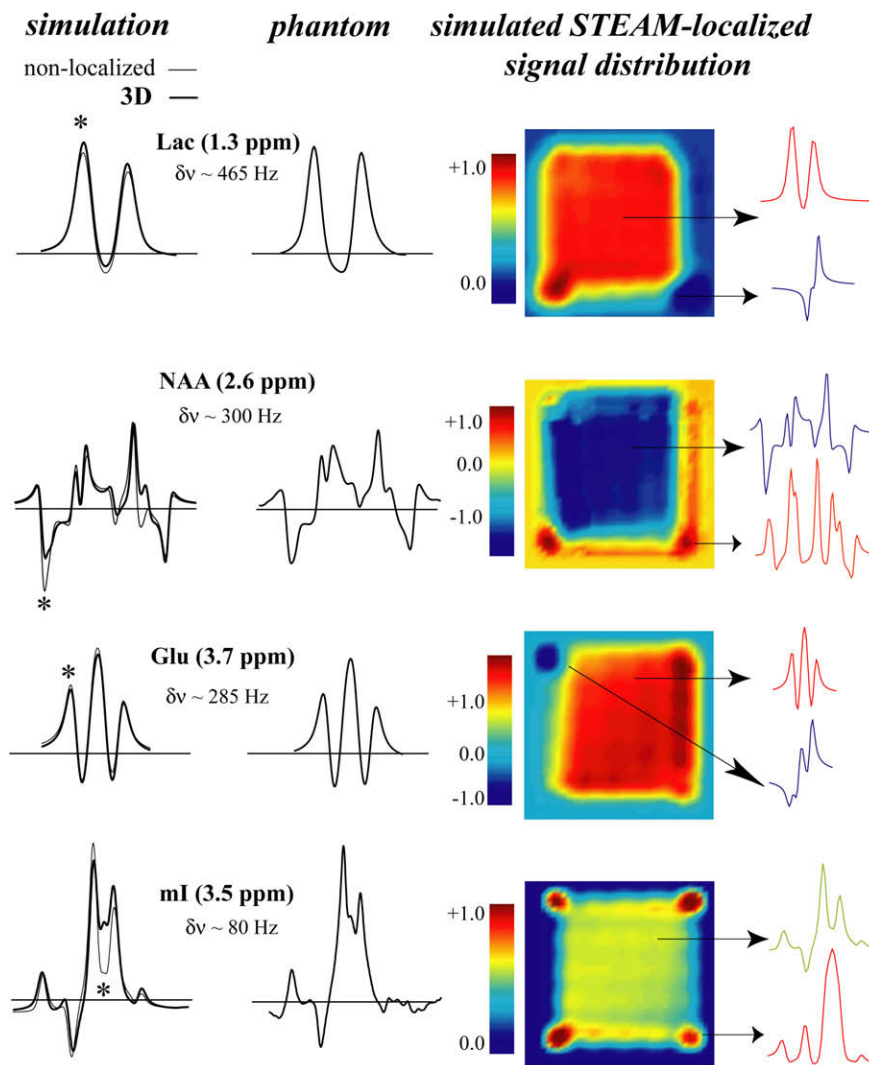 simulation
phantom
simulated STEAM-localized
signal distribution
non-localized
3D
*
Lac (1.3 ppm)
δν ~ 465 Hz
+1.0
0.0
NAA (2.6 ppm)
δν ~ 300 Hz
*
+1.0
0.0
-1.0
*
Glu (3.7 ppm)
δν ~ 285 Hz
+1.0
0.0
-1.0
mI (3.5 ppm)
δν ~ 80 Hz
*
+1.0
0.0